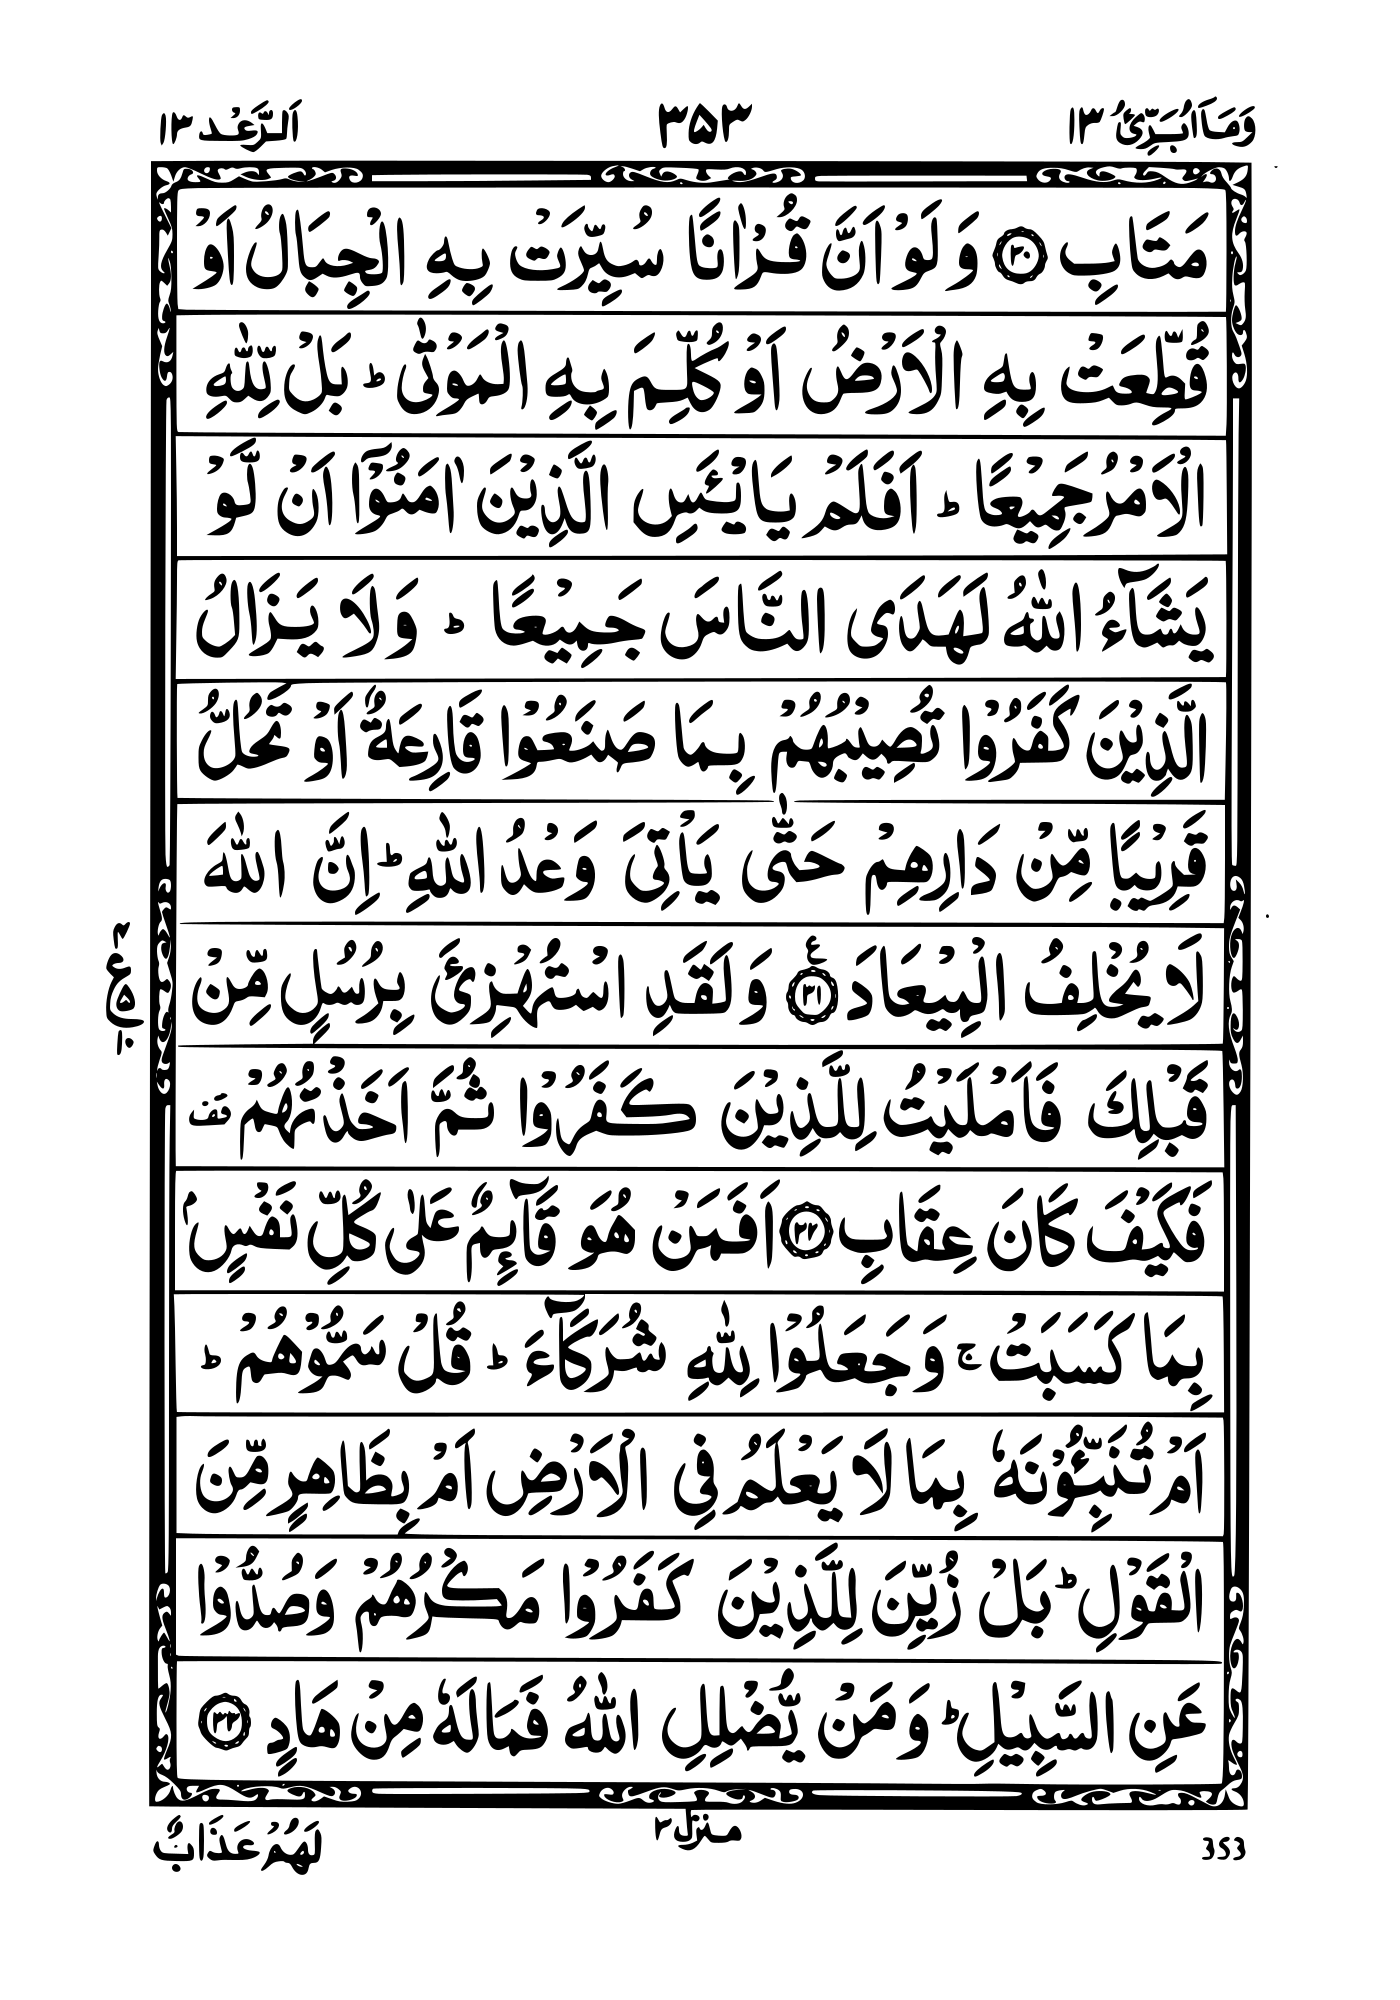 وَمَاۤ اُبَرِّئُ ١٣
٣٥٣
اَلرَّعْد ١٣
مَتَابِ ﴿٣٠﴾ وَ لَوْ اَنَّ قُرْاٰنًا سُيِّرَتْ بِهِ الْجِبَالُ اَوْ
قُطِّعَتْ بِهِ الْاَرْضُ اَوْ كُلِّمَ بِهِ الْمَوْتٰى ؕ بَلْ لِّلّٰهِ
الْاَمْرُ جَمِيْعًا ؕ اَفَلَمْ يَايْـَٔسِ الَّذِيْنَ اٰمَنُوْۤا اَنْ لَّوْ
يَشَآءُ اللّٰهُ لَهَدَى النَّاسَ جَمِيْعًا ؕ وَ لَا يَزَالُ
الَّذِيْنَ كَفَرُوْا تُصِيْبُهُمْ بِمَا صَنَعُوْا قَارِعَةٌ اَوْ تَحُلُّ
قَرِيْبًا مِّنْ دَارِهِمْ حَتّٰى يَاْتِىَ وَعْدُ اللّٰهِ ؕ اِنَّ اللّٰهَ
لَا يُخْلِفُ الْمِيْعَادَ ﴿٣١﴾ ع وَ لَقَدِ اسْتُهْزِئَ بِرُسُلٍ مِّنْ
٤
ع
٥
١٠
قَبْلِكَ فَاَمْلَيْتُ لِلَّذِيْنَ كَفَرُوْا ثُمَّ اَخَذْتُهُمْ قف
فَكَيْفَ كَانَ عِقَابِ ﴿٣٢﴾ اَفَمَنْ هُوَ قَآئِمٌ عَلٰى كُلِّ نَفْسٍۭ
بِمَا كَسَبَتْ ۚ وَ جَعَلُوْا لِلّٰهِ شُرَكَآءَ ؕ قُلْ سَمُّوْهُمْ ؕ
اَمْ تُنَبِّـُٔوْنَهٗ بِمَا لَا يَعْلَمُ فِى الْاَرْضِ اَمْ بِظَاهِرٍ مِّنَ
الْقَوْلِ ؕ بَلْ زُيِّنَ لِلَّذِيْنَ كَفَرُوْا مَكْرُهُمْ وَ صُدُّوْا
عَنِ السَّبِيْلِ ؕ وَ مَنْ يُّضْلِلِ اللّٰهُ فَمَا لَهٗ مِنْ هَادٍ ﴿٣٣﴾
لَهُمْ عَذَابٌ
منزل ٣
353